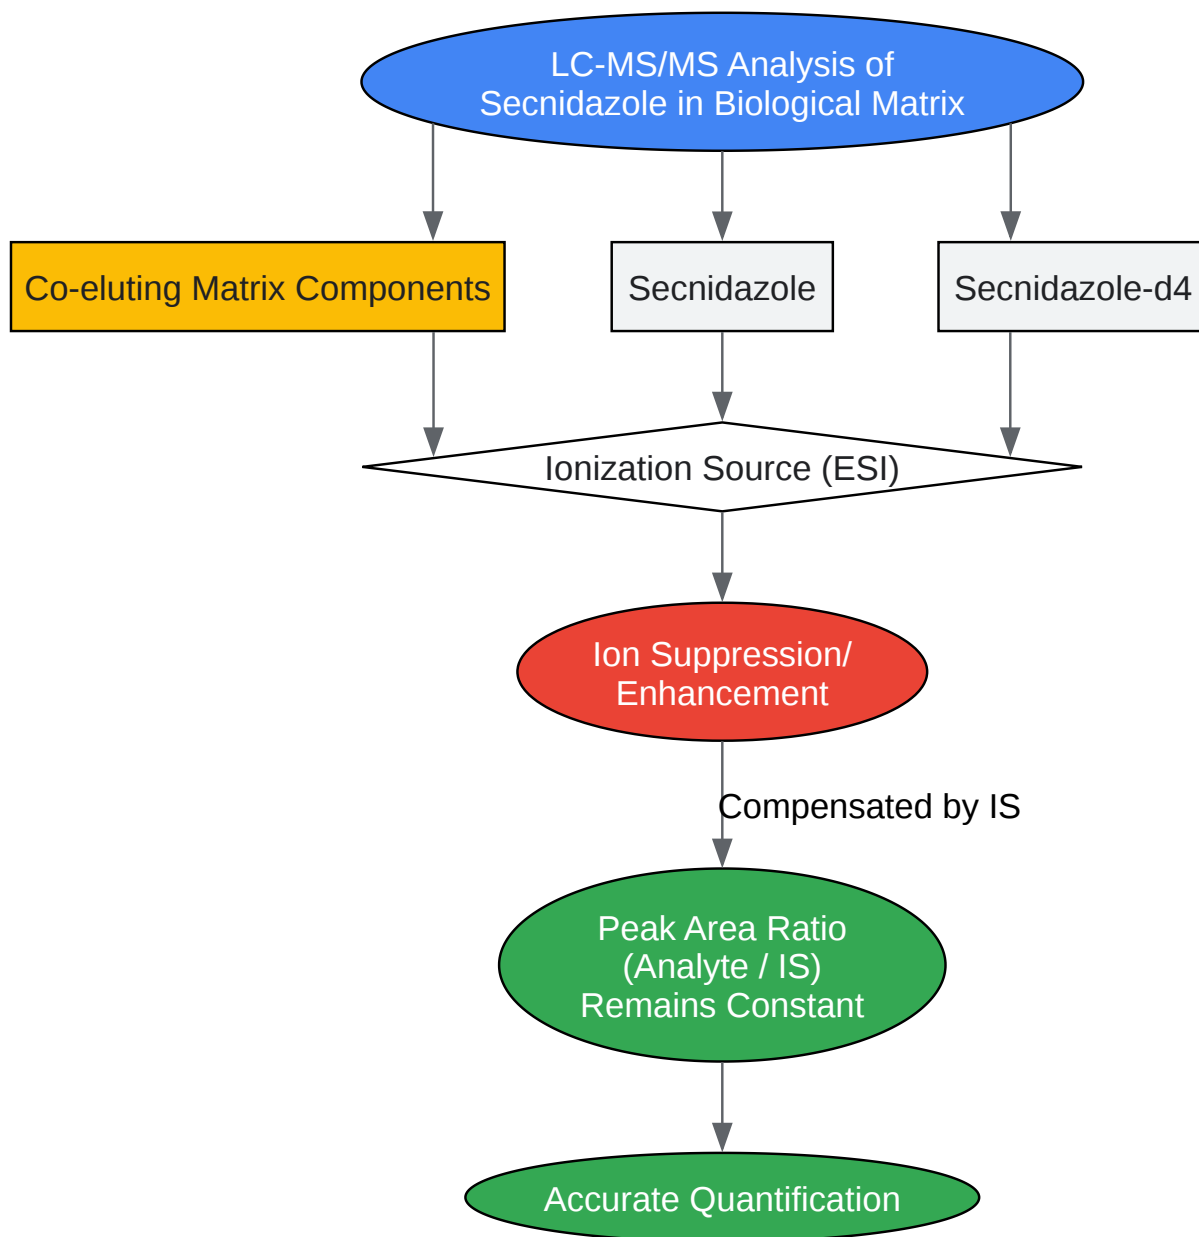 LC-MS/MS Analysis of
Secnidazole in Biological Matrix
Co-eluting Matrix Components
Secnidazole
Secnidazole-d4
Ionization Source (ESI)
Ion Suppression/
Enhancement
Compensated by IS
Peak Area Ratio
(Analyte / IS)
Remains Constant
Accurate Quantification